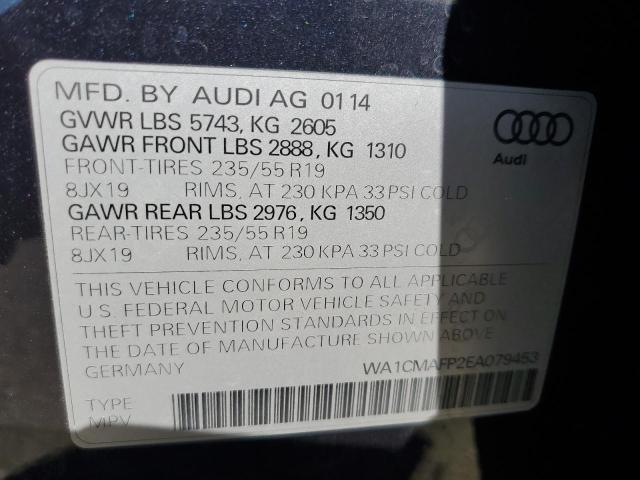 MFD. BY AUDI AG 01 14
GVWR LBS 5743, KG 2605
GAWR FRONT LBS 2888, KG 1310
FRONT-TIRES 235/55 R19
8JX19 RIMS, AT 230 KPA 33 PSI COLD
GAWR REAR LBS 2976, KG 1350
REAR-TIRES 235/55 R19
8JX19 RIMS, AT 230 KPA 33 PSI COLD
Audi
THIS VEHICLE CONFORMS TO ALL APPLICABLE
U.S. FEDERAL MOTOR VEHICLE SAFETY AND
THEFT PREVENTION STANDARDS IN EFFECT ON
THE DATE OF MANUFACTURE SHOWN ABOVE.
GERMANY
WA1CMAFP2EA079453
TYPE
MPV